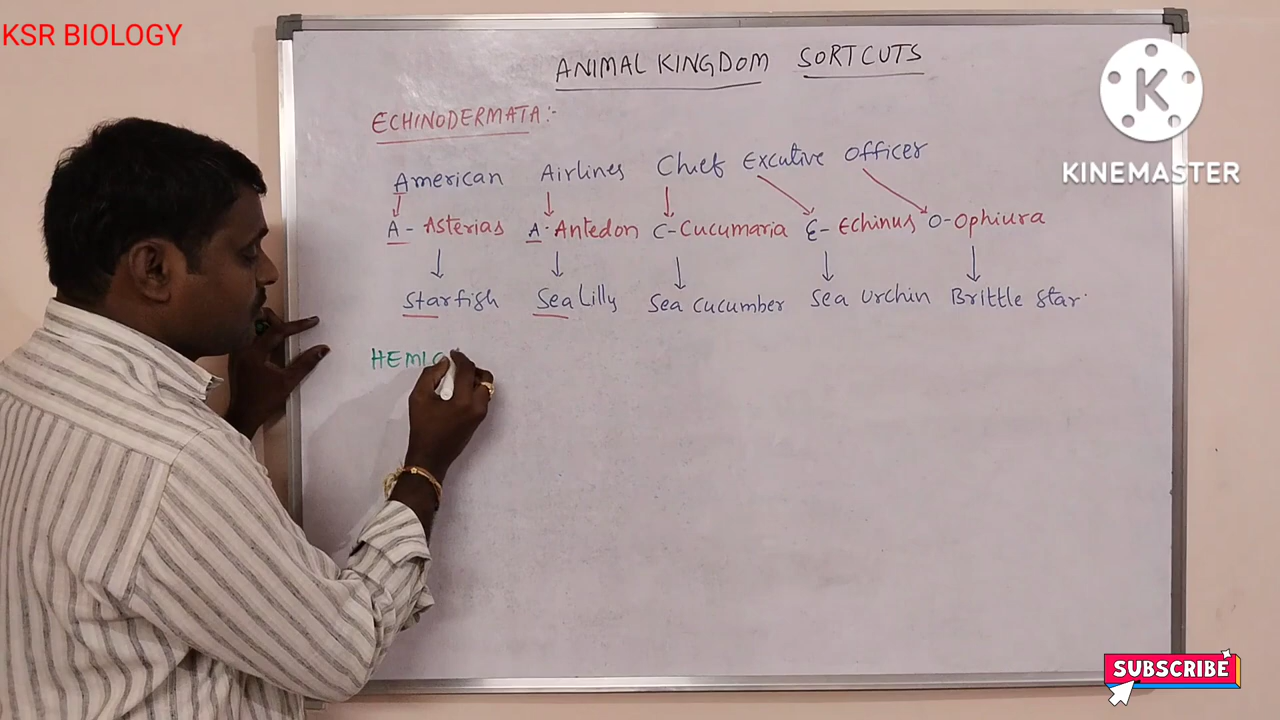 KSR BIOLOGY
ANIMAL KINGDOM SORTCUTS
K
KINEMASTER
ECHINODERMATA:-
American Airlines Chief Excutive Officer
A - Asterias A · Antedon C - Cucumaria E - Echinus O - Ophiura
Starfish Sea Lilly Sea cucumber Sea Urchin Brittle star
SUBSCRIBE